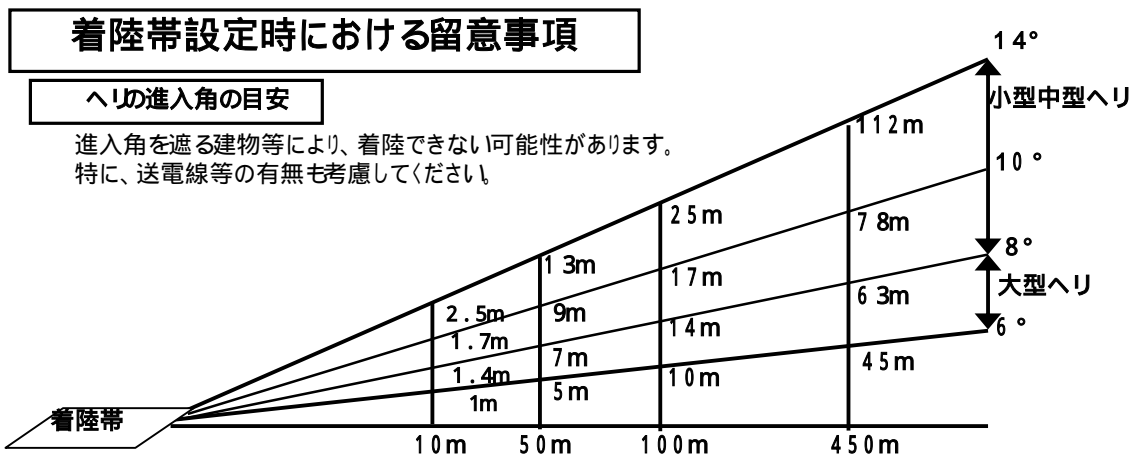 着陸帯設定時における留意事項
ヘリの進入角の目安
進入角を遮る建物等により、着陸できない可能性があります。
特に、送電線等の有無も考慮してください。
14°
小型中型ヘリ
112m
10°
25m
78m
8°
13m
17m
大型ヘリ
63m
2.5m
9m
14m
6°
1.7m
7m
45m
1.4m
10m
5m
1m
着陸帯
10m
50m
100m
450m